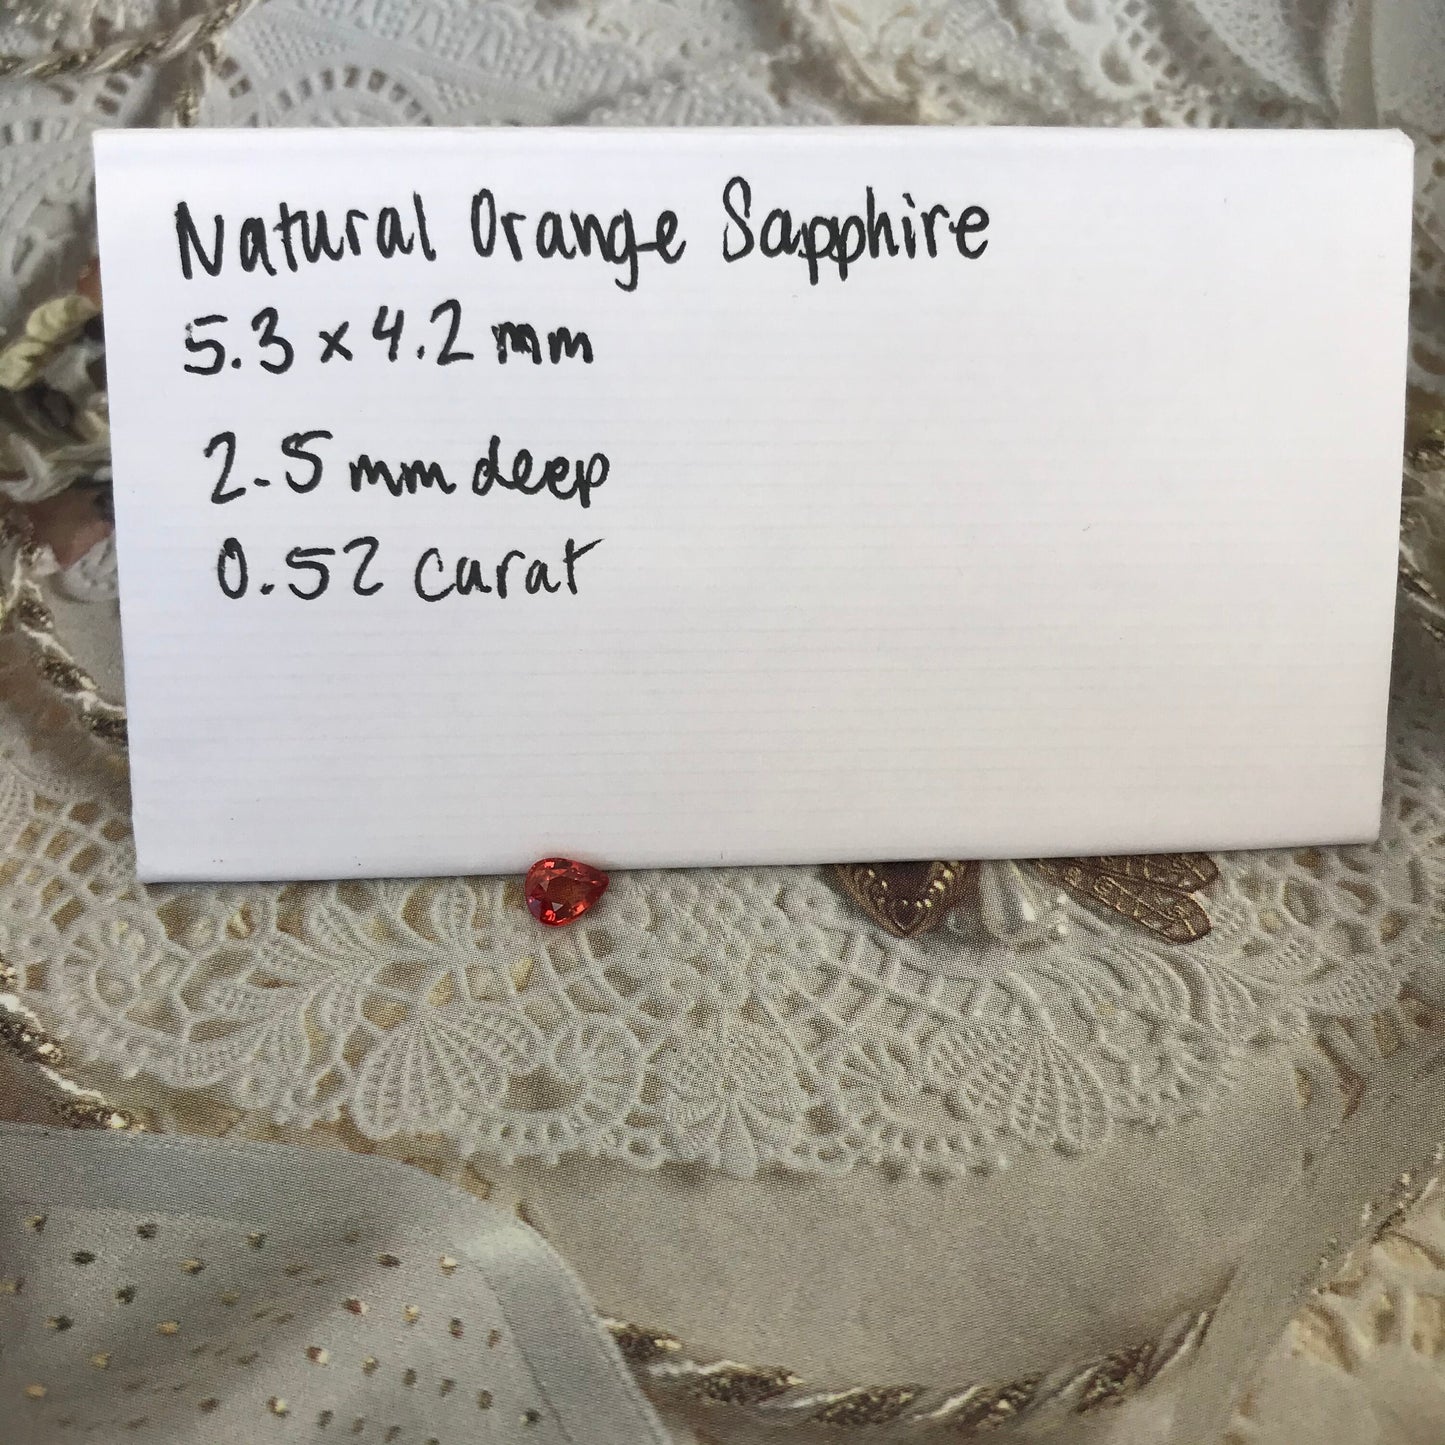 Natural Orange Sapphire
5.3 x 4.2 mm
2.5 mm deep
0.52 carat